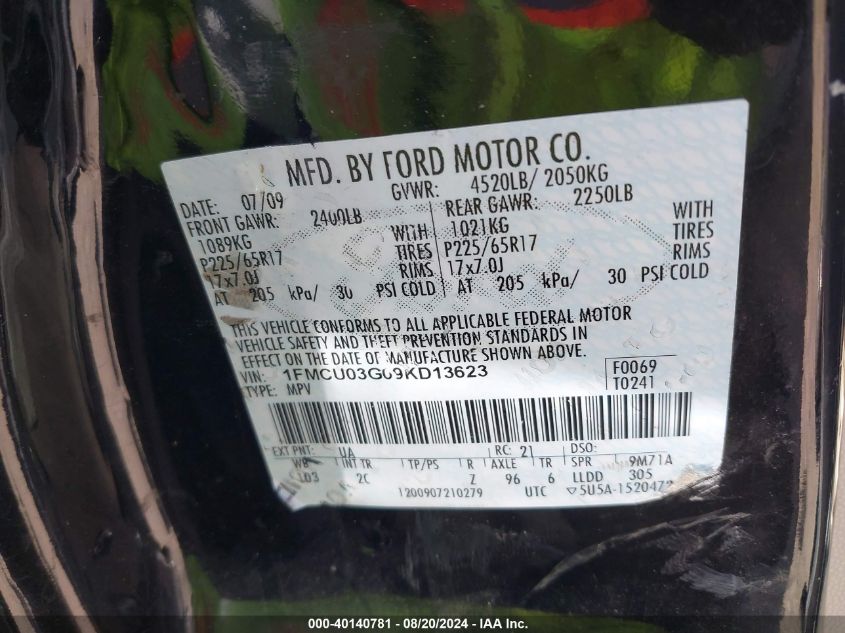 MFD. BY FORD MOTOR CO.
DATE: 07/09 GVWR: 4520LB/ 2050KG
FRONT GAWR: 2400LB REAR GAWR: 2250LB
1089KG WITH 1021KG WITH
P225/65R17 TIRES P225/65R17 TIRES
17x7.0J RIMS 17x7.0J RIMS
AT 205 kPa/ 30 PSI COLD AT 205 kPa/ 30 PSI COLD
THIS VEHICLE CONFORMS TO ALL APPLICABLE FEDERAL MOTOR
VEHICLE SAFETY AND THEFT PREVENTION STANDARDS IN
EFFECT ON THE DATE OF MANUFACTURE SHOWN ABOVE.
VIN: 1FMCU03G69KD13623 F0069
TYPE: MPV T0241
EXT PNT: UA RC: 21 DSO:
WB INT TR TP/PS R AXLE TR SPR 9M71A
LD3 2C Z 96 6 LLDD 305
1200907210279 UTC ▽5U5A-1520472
000-40140781 - 08/20/2024 - IAA Inc.